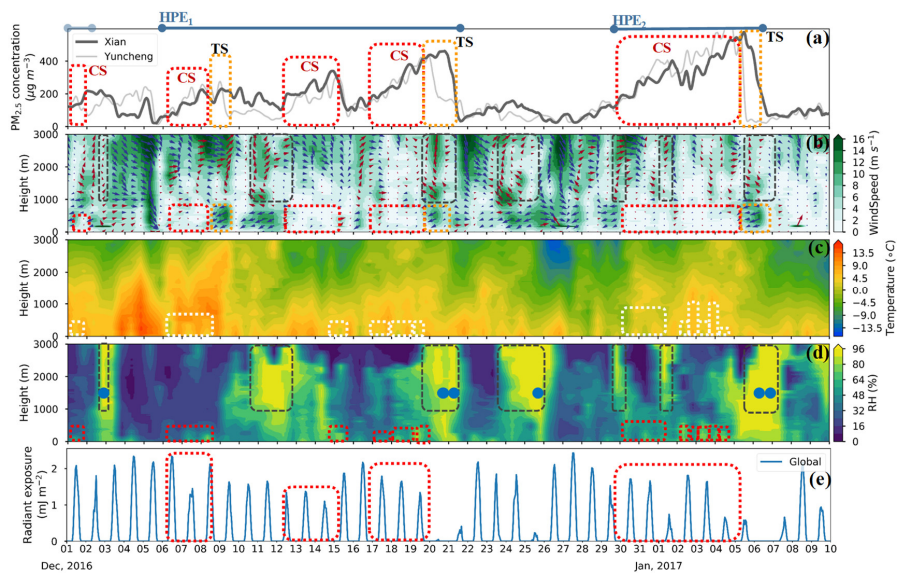 HPE1
HPE2
(a)
Xian
Yuncheng
CS
CS
TS
CS
CS
TS
CS
TS
PM2.5 concentration
(μg m−3)
400
200
0
(b)
Height (m)
3000
2000
1000
0
WindSpeed (m s−1)
16
14
12
10
8
6
4
2
0
(c)
Height (m)
3000
2000
1000
0
Temperature (∘C)
13.5
9.0
4.5
0.0
−4.5
−9.0
−13.5
(d)
Height (m)
3000
2000
1000
0
RH (%)
96
84
72
60
48
36
24
12
0
(e)
Global
Radiant exposure
(J m−2)
2
1
0
01 02 03 04 05 06 07 08 09 10 11 12 13 14 15 16 17 18 19 20 21 22 23 24 25 26 27 28 29 30 31 01 02 03 04 05 06 07 08 09 10
Dec, 2016
Jan, 2017